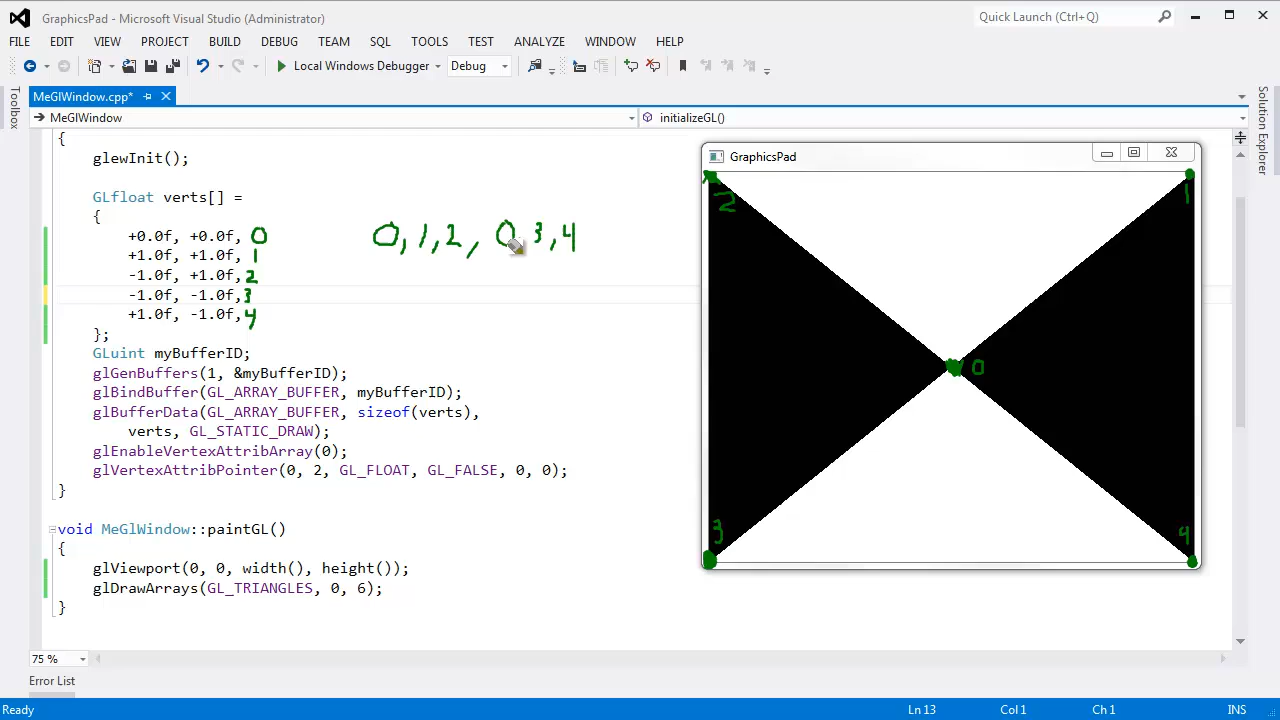 GraphicsPad - Microsoft Visual Studio (Administrator)
Quick Launch (Ctrl+Q)
FILE EDIT VIEW PROJECT BUILD DEBUG TEAM SQL TOOLS TEST ANALYZE WINDOW HELP
Local Windows Debugger Debug
Toolbox
MeGlWindow.cpp*
MeGlWindow initializeGL()
Solution Explorer
{
glewInit();
GLfloat verts[] =
{
+0.0f, +0.0f, 0
+1.0f, +1.0f, 1
-1.0f, +1.0f, 2
-1.0f, -1.0f, 3
+1.0f, -1.0f, 4
};
GLuint myBufferID;
glGenBuffers(1, &myBufferID);
glBindBuffer(GL_ARRAY_BUFFER, myBufferID);
glBufferData(GL_ARRAY_BUFFER, sizeof(verts),
verts, GL_STATIC_DRAW);
glEnableVertexAttribArray(0);
glVertexAttribPointer(0, 2, GL_FLOAT, GL_FALSE, 0, 0);
}
void MeGlWindow::paintGL()
{
glViewport(0, 0, width(), height());
glDrawArrays(GL_TRIANGLES, 0, 6);
}
0, 1, 2, 0, 3, 4
GraphicsPad
2 1
0
3 4
75 %
Error List
Ready Ln 13 Col 1 Ch 1 INS